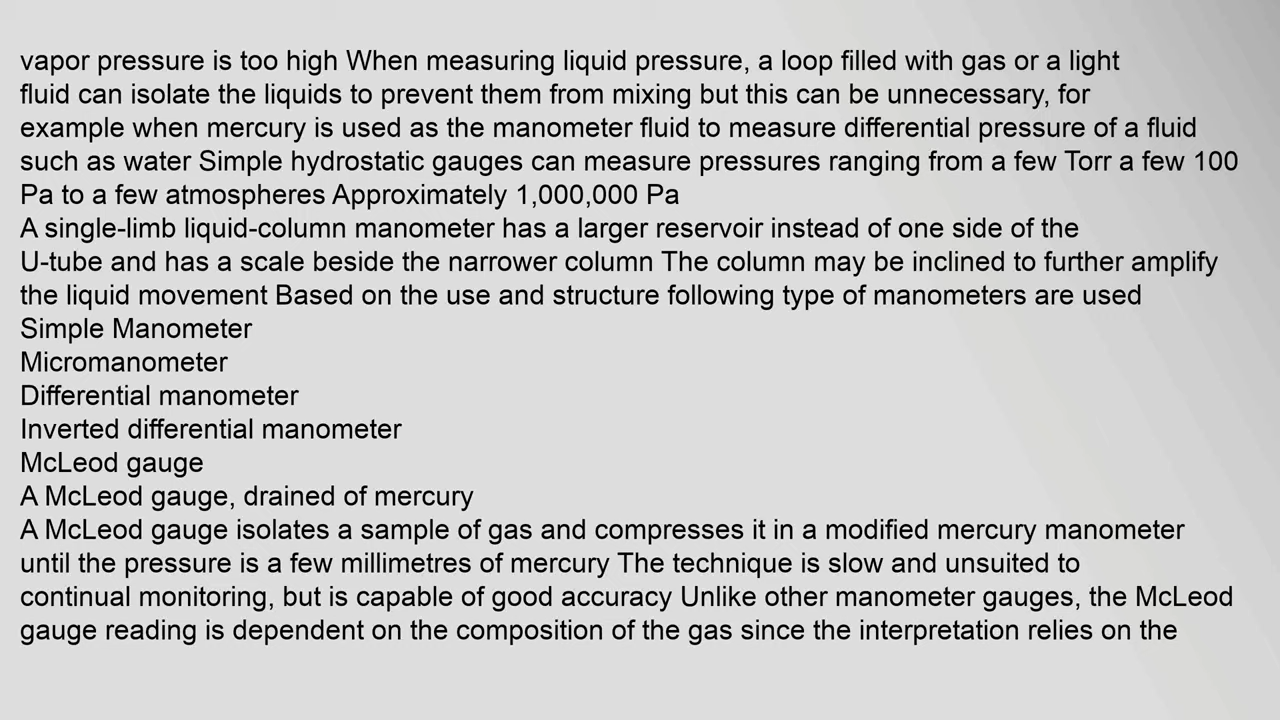 vapor pressure is too high When measuring liquid pressure, a loop filled with gas or a light
fluid can isolate the liquids to prevent them from mixing but this can be unnecessary, for
example when mercury is used as the manometer fluid to measure differential pressure of a fluid
such as water Simple hydrostatic gauges can measure pressures ranging from a few Torr a few 100
Pa to a few atmospheres Approximately 1,000,000 Pa
A single-limb liquid-column manometer has a larger reservoir instead of one side of the
U-tube and has a scale beside the narrower column The column may be inclined to further amplify
the liquid movement Based on the use and structure following type of manometers are used
Simple Manometer
Micromanometer
Differential manometer
Inverted differential manometer
McLeod gauge
A McLeod gauge, drained of mercury
A McLeod gauge isolates a sample of gas and compresses it in a modified mercury manometer
until the pressure is a few millimetres of mercury The technique is slow and unsuited to
continual monitoring, but is capable of good accuracy Unlike other manometer gauges, the McLeod
gauge reading is dependent on the composition of the gas since the interpretation relies on the